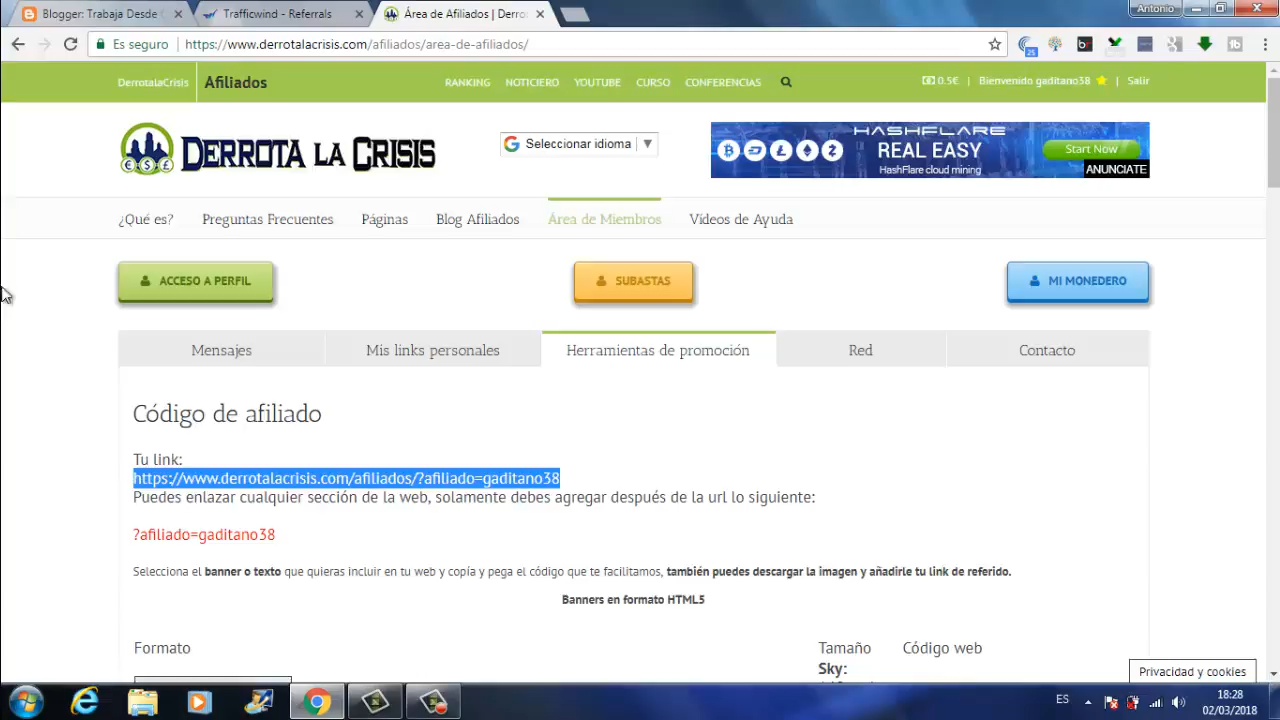 Blogger: Trabaja Desde
Trafficwind - Referrals
Área de Afiliados | Derro
Antonio
Es seguro
https://www.derrotalacrisis.com/afiliados/area-de-afiliados/
25
br
DerrotalaCrisis
Afiliados
RANKING
NOTICIERO
YOUTUBE
CURSO
CONFERENCIAS
0.5€ | Bienvenido gaditano38 | Salir
DERROTA LA CRISIS
Seleccionar idioma ▼
HASHFLARE
REAL EASY
HashFlare cloud mining
Start Now
ANUNCIATE
¿Qué es?
Preguntas Frecuentes
Páginas
Blog Afiliados
Área de Miembros
Vídeos de Ayuda
ACCESO A PERFIL
SUBASTAS
MI MONEDERO
Mensajes
Mis links personales
Herramientas de promoción
Red
Contacto
Código de afiliado
Tu link:
https://www.derrotalacrisis.com/afiliados/?afiliado=gaditano38
Puedes enlazar cualquier sección de la web, solamente debes agregar después de la url lo siguiente:
?afiliado=gaditano38
Selecciona el banner o texto que quieras incluir en tu web y copía y pega el código que te facilitamos, también puedes descargar la imagen y añadirle tu link de referido.
Banners en formato HTML5
Formato
Tamaño
Código web
Sky:
Privacidad y cookies
ES
18:28
02/03/2018